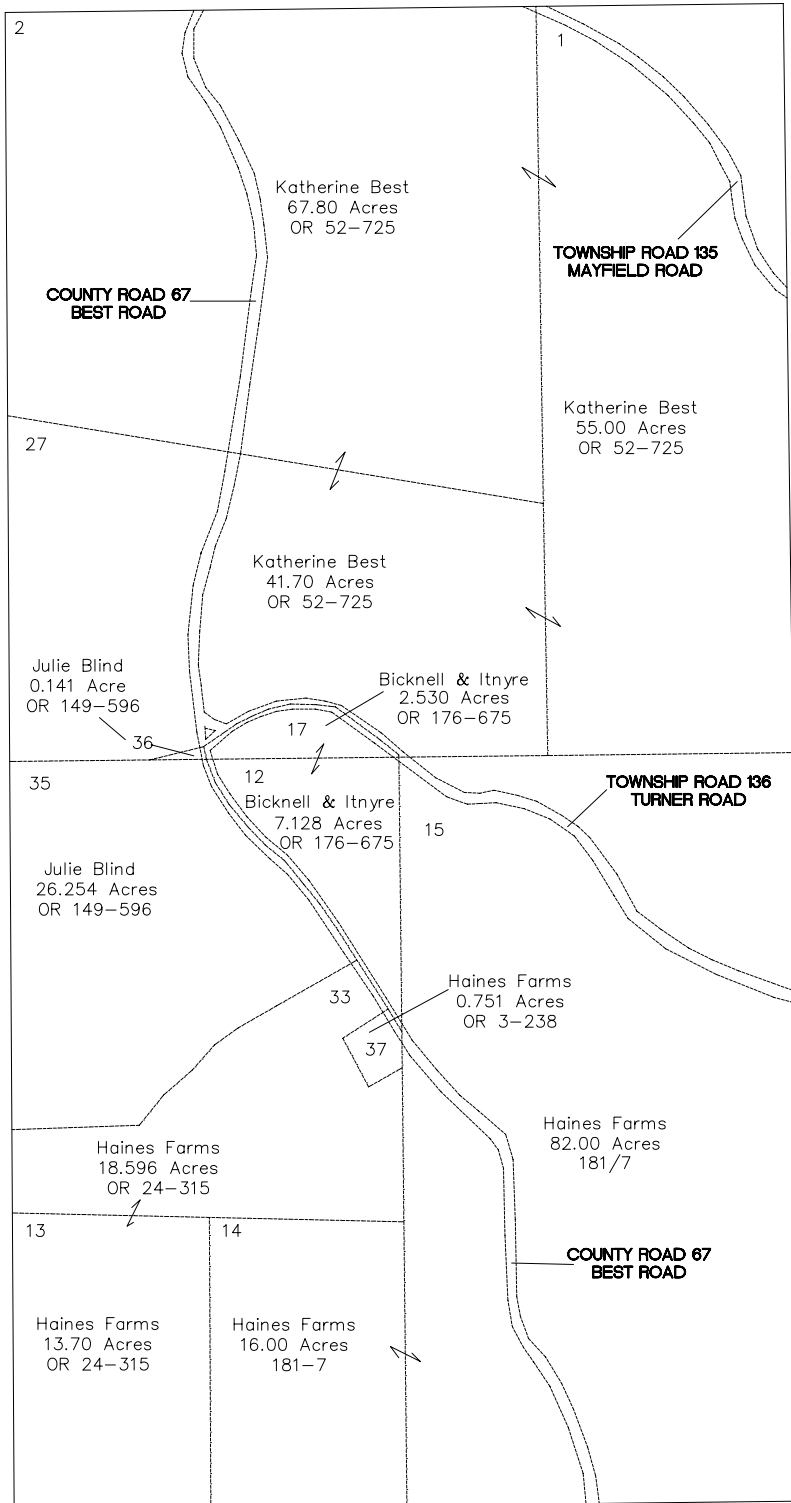 2
1
Katherine Best
67.80 Acres
OR 52-725
TOWNSHIP ROAD 135
MAYFIELD ROAD
COUNTY ROAD 67
BEST ROAD
Katherine Best
55.00 Acres
OR 52-725
27
Katherine Best
41.70 Acres
OR 52-725
Julie Blind
0.141 Acre
OR 149-596
Bicknell & Itnyre
2.530 Acres
OR 176-675
17
36
35
12
TOWNSHIP ROAD 136
TURNER ROAD
Bicknell & Itnyre
7.128 Acres
OR 176-675
15
Julie Blind
26.254 Acres
OR 149-596
Haines Farms
0.751 Acres
OR 3-238
33
37
Haines Farms
82.00 Acres
181/7
Haines Farms
18.596 Acres
OR 24-315
13
14
COUNTY ROAD 67
BEST ROAD
Haines Farms
13.70 Acres
OR 24-315
Haines Farms
16.00 Acres
181-7